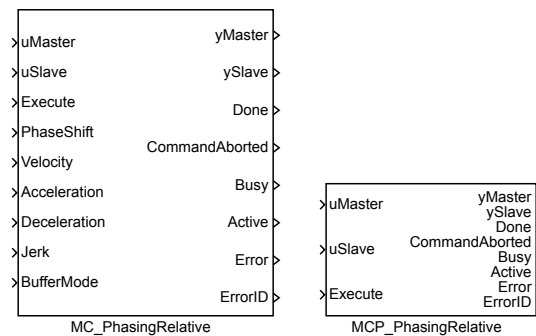 uMaster
uSlave
Execute
PhaseShift
Velocity
Acceleration
Deceleration
Jerk
BufferMode
yMaster
ySlave
Done
CommandAborted
Busy
Active
Error
ErrorID
MC_PhasingRelative
uMaster
uSlave
Execute
yMaster
ySlave
Done
CommandAborted
Busy
Active
Error
ErrorID
MCP_PhasingRelative